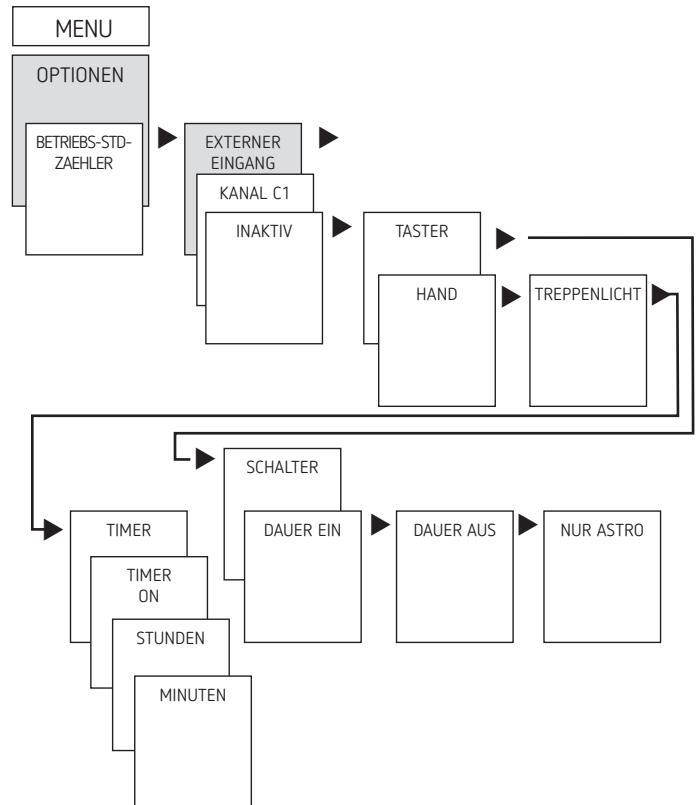 MENU
OPTIONEN
BETRIEBS-STD-
ZAEHLER
EXTERNER
EINGANG
KANAL C1
INAKTIV
TASTER
HAND
TREPPENLICHT
SCHALTER
DAUER EIN
DAUER AUS
NUR ASTRO
TIMER
TIMER
ON
STUNDEN
MINUTEN